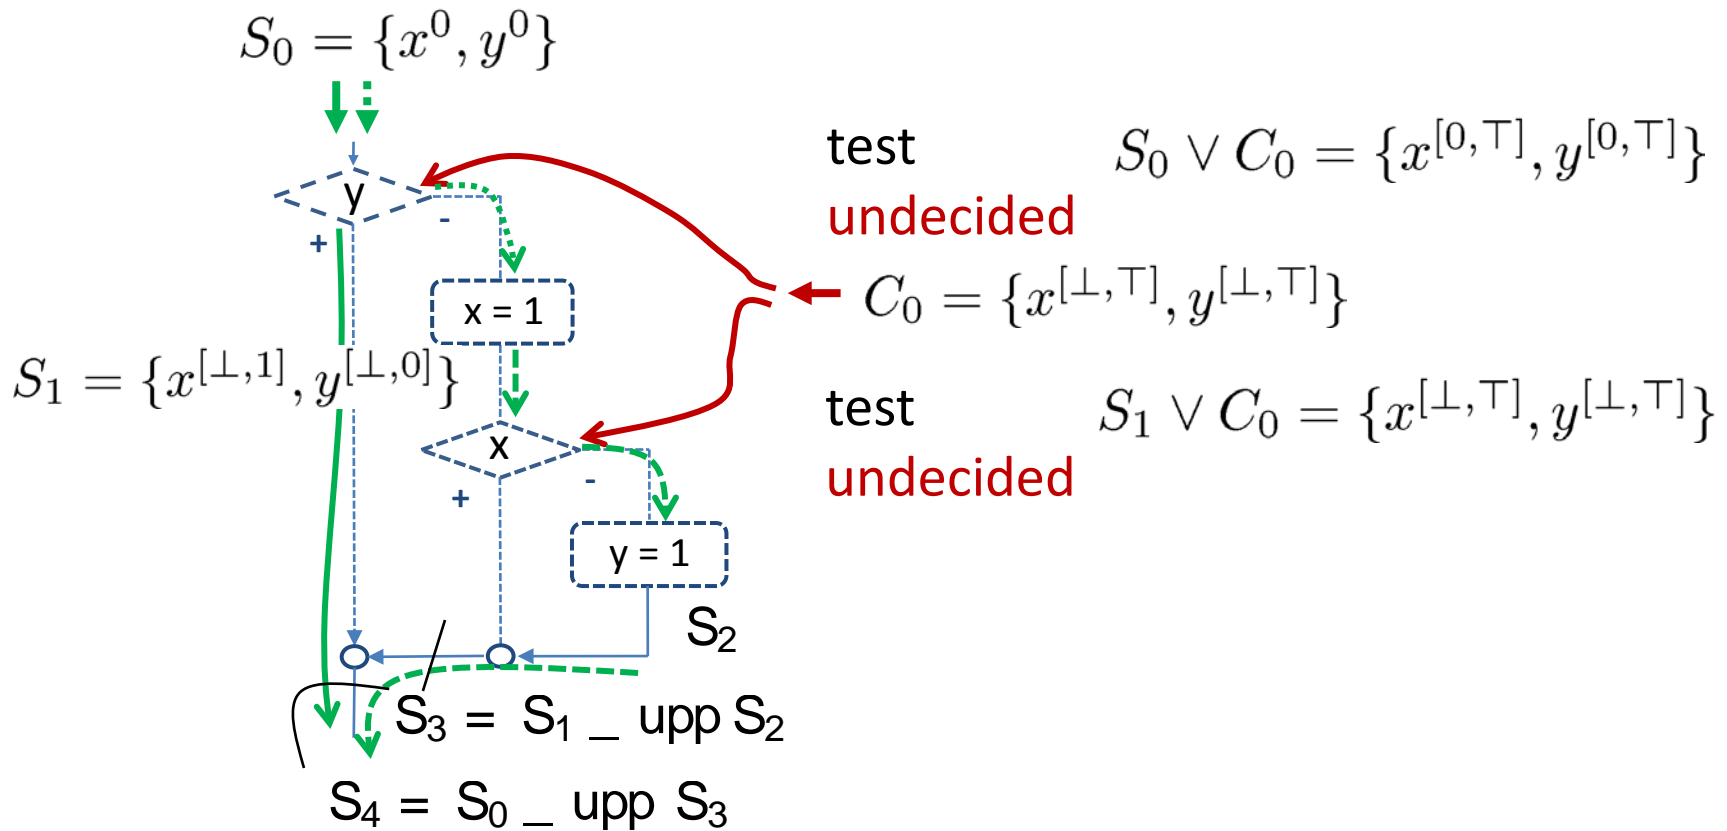 S₀ = {x⁰, y⁰}
y
+
-
x = 1
S₁ = {x^[⊥,1], y^[⊥,0]}
x
+
-
y = 1
S₂
S₃ = S₁ _ upp S₂
S₄ = S₀ _ upp S₃
test
undecided
S₀ ∨ C₀ = {x^[0,⊤], y^[0,⊤]}
C₀ = {x^[⊥,⊤], y^[⊥,⊤]}
test
undecided
S₁ ∨ C₀ = {x^[⊥,⊤], y^[⊥,⊤]}